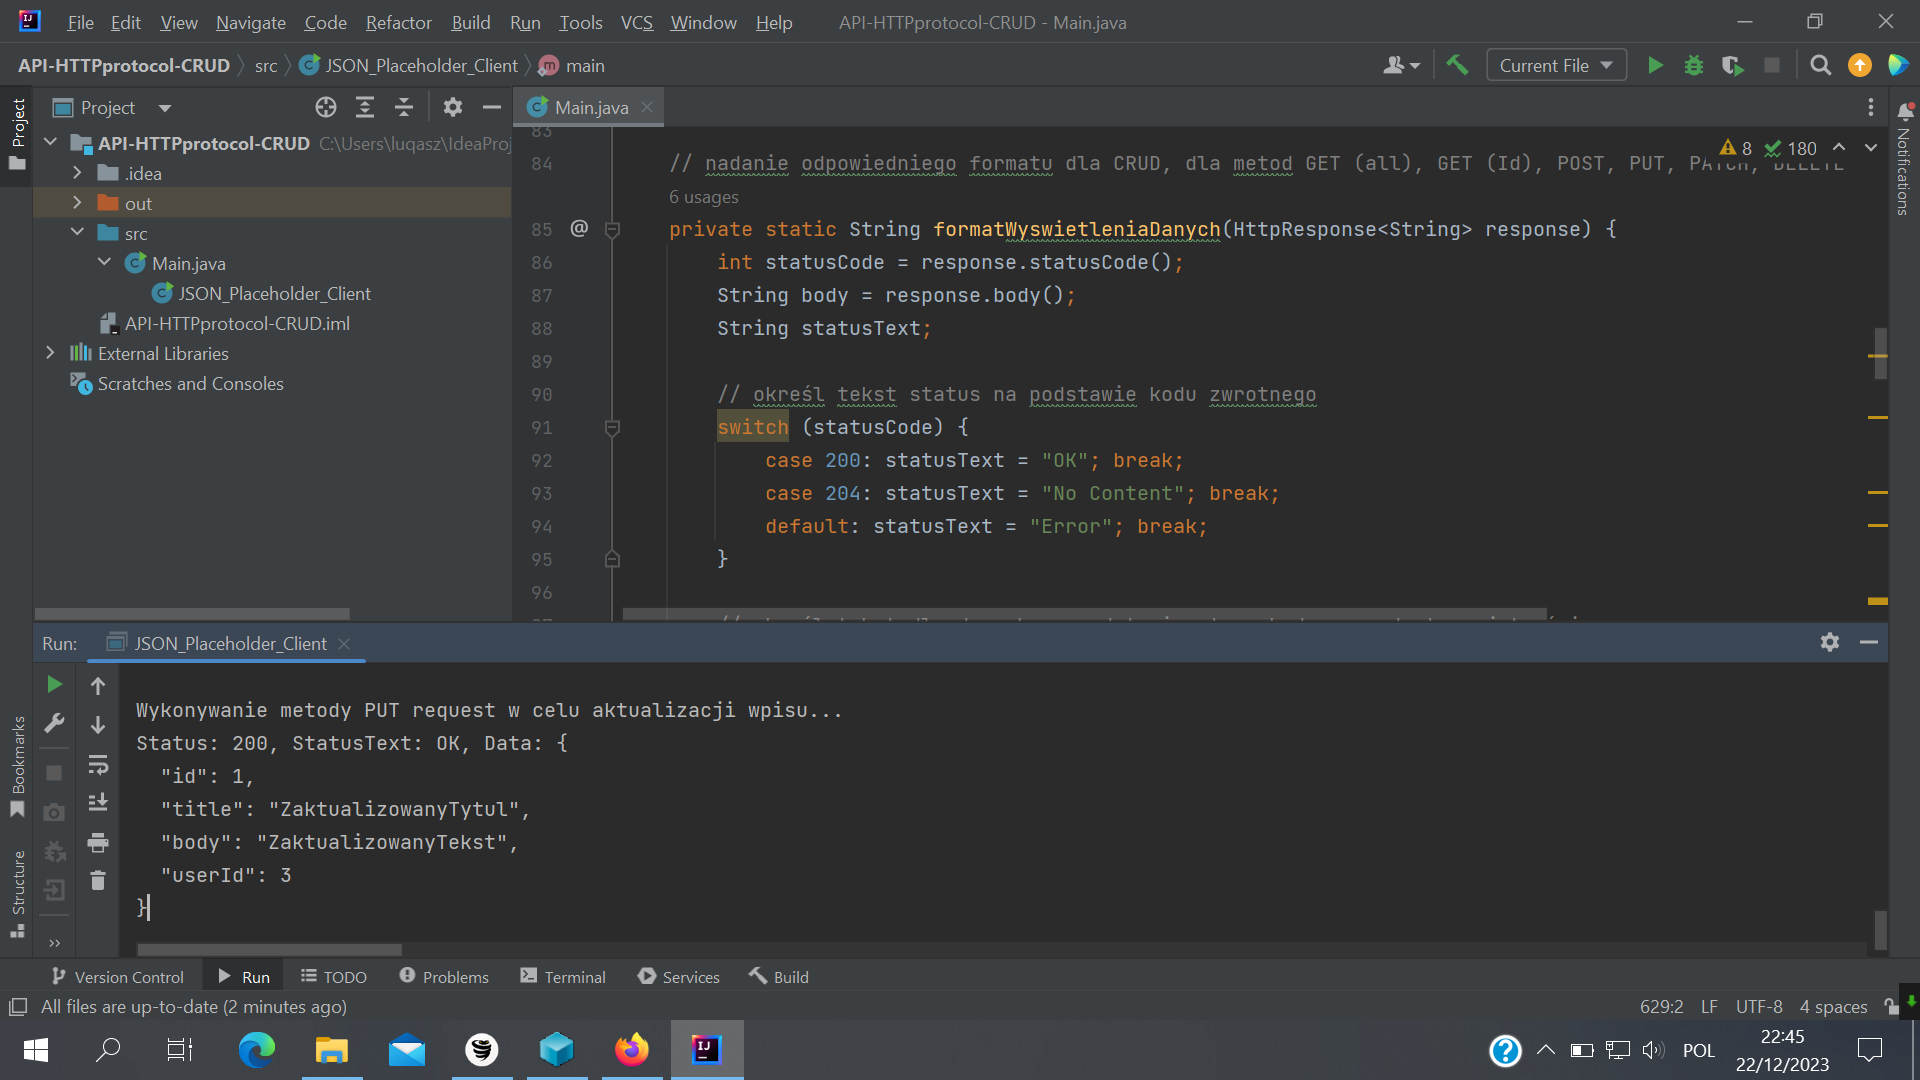 File Edit View Navigate Code Refactor Build Run Tools VCS Window Help API-HTTPprotocol-CRUD - Main.java
API-HTTPprotocol-CRUD src JSON_Placeholder_Client main
Current File
Project
Main.java
Project
API-HTTPprotocol-CRUD C:\Users\luqasz\IdeaProj
.idea
out
src
Main.java
JSON_Placeholder_Client
API-HTTPprotocol-CRUD.iml
External Libraries
Scratches and Consoles
8 180
Notifications
83
84 // nadanie odpowiedniego formatu dla CRUD, dla metod GET (all), GET (Id), POST, PUT, PATCH, DELETE
6 usages
85 private static String formatWyswietleniaDanych(HttpResponse<String> response) {
86 int statusCode = response.statusCode();
87 String body = response.body();
88 String statusText;
89
90 // określ tekst status na podstawie kodu zwrotnego
91 switch (statusCode) {
92 case 200: statusText = "OK"; break;
93 case 204: statusText = "No Content"; break;
94 default: statusText = "Error"; break;
95 }
96
Run: JSON_Placeholder_Client
Wykonywanie metody PUT request w celu aktualizacji wpisu...
Status: 200, StatusText: OK, Data: {
"id": 1,
"title": "ZaktualizowanyTytul",
"body": "ZaktualizowanyTekst",
"userId": 3
}
Bookmarks
Structure
Version Control Run TODO Problems Terminal Services Build
All files are up-to-date (2 minutes ago)
629:2 LF UTF-8 4 spaces
POL
22:45
22/12/2023